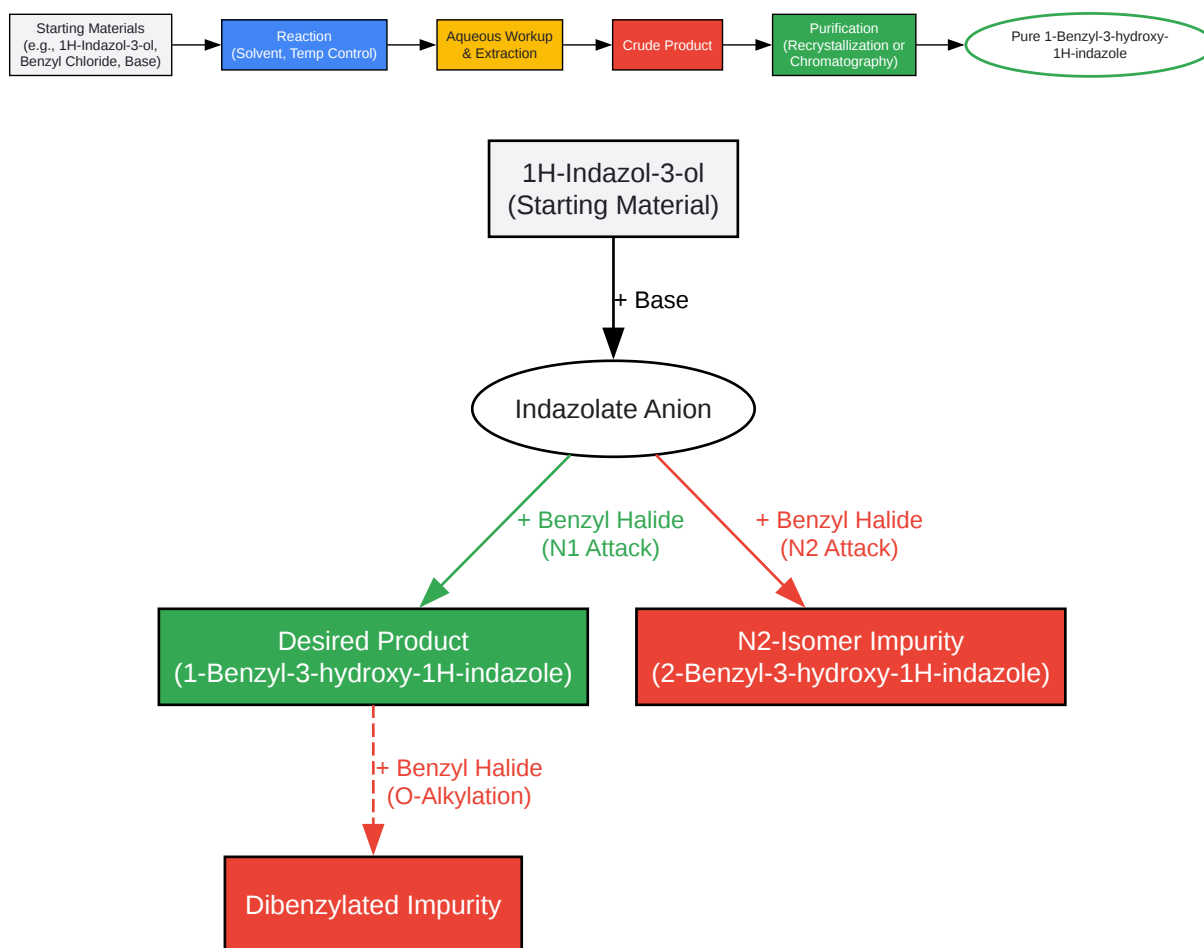 Starting Materials
(e.g., 1H-Indazol-3-ol,
Benzyl Chloride, Base)
Reaction
(Solvent, Temp Control)
Aqueous Workup
& Extraction
Crude Product
Purification
(Recrystallization or
Chromatography)
Pure 1-Benzyl-3-hydroxy-
1H-indazole
1H-Indazol-3-ol
(Starting Material)
+ Base
Indazolate Anion
+ Benzyl Halide
(N1 Attack)
+ Benzyl Halide
(N2 Attack)
Desired Product
(1-Benzyl-3-hydroxy-1H-indazole)
N2-Isomer Impurity
(2-Benzyl-3-hydroxy-1H-indazole)
+ Benzyl Halide
(O-Alkylation)
Dibenzylated Impurity